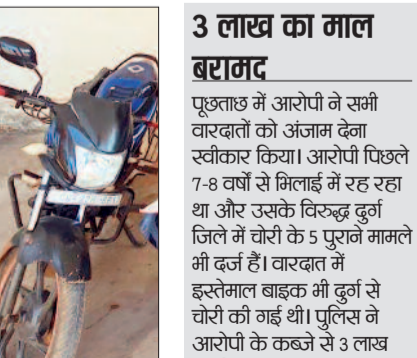 3 लाख का माल
बरामद
पूछताछ में आरोपी ने सभी
वारदातों को अंजाम देना
स्वीकार किया। आरोपी पिछले
7-8 वर्षों से भिलाई में रह रहा
था और उसके विरुद्ध दुर्ग
जिले में चोरी के 5 पुराने मामले
भी दर्ज हैं। वारदात में
इस्तेमाल बाइक भी दुर्ग से
चोरी की गई थी। पुलिस ने
आरोपी के कब्जे से 3 लाख